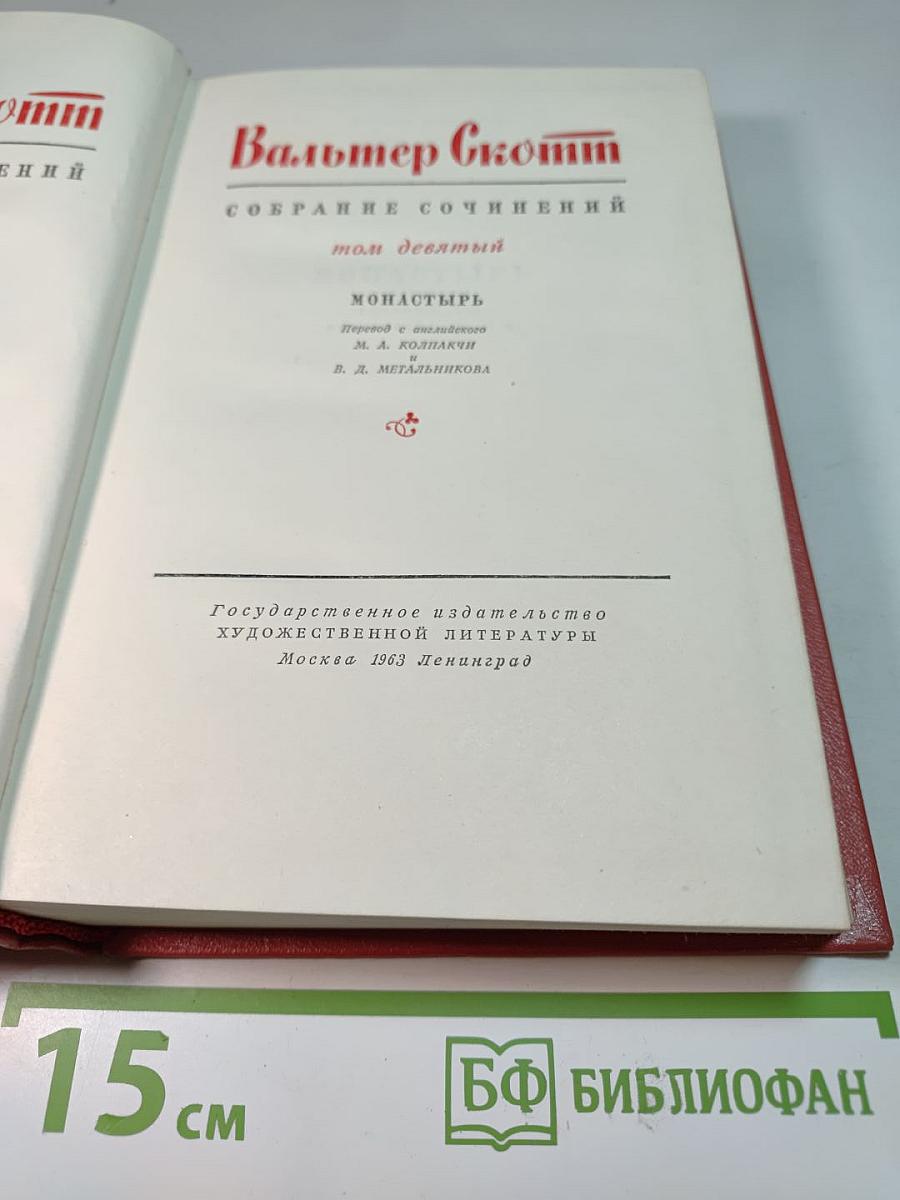 Вальтер Скотт
СОБРАНИЕ СОЧИНЕНИЙ
том девятый
МОНАСТЫРЬ
Перевод с английского
М. А. КОЛПАКЧИ
и
В. Д. МЕТАЛЬНИКОВА
Государственное издательство
ХУДОЖЕСТВЕННОЙ ЛИТЕРАТУРЫ
Москва 1963 Ленинград
15 см
БФ БИБЛИОФАН